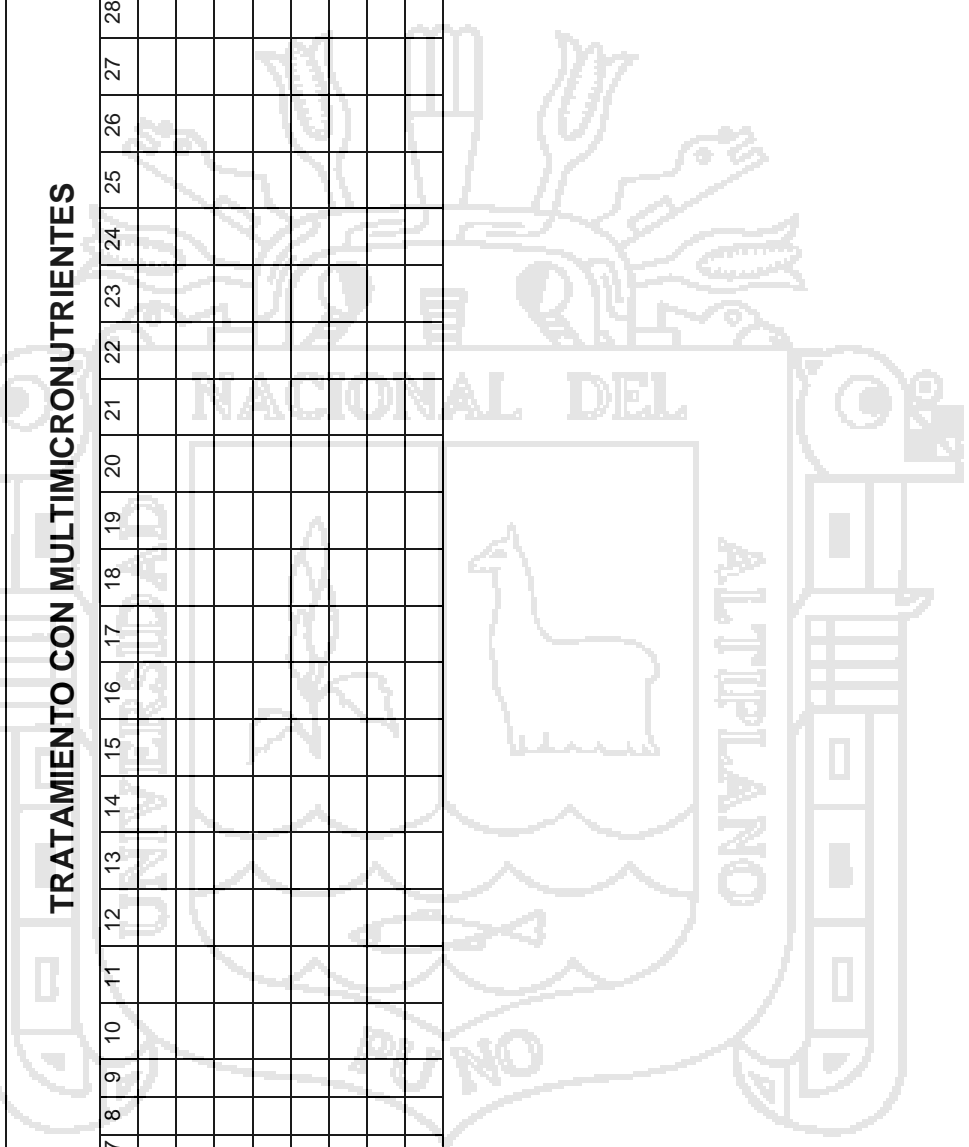 TRATAMIENTO CON MULTIMICRONUTRIENTES
7 8 9 10 11 12 13 14 15 16 17 18 19 20 21 22 23 24 25 26 27 28
UNIVERSIDAD
NACIONAL DEL
ALTIPLANO
PUNO